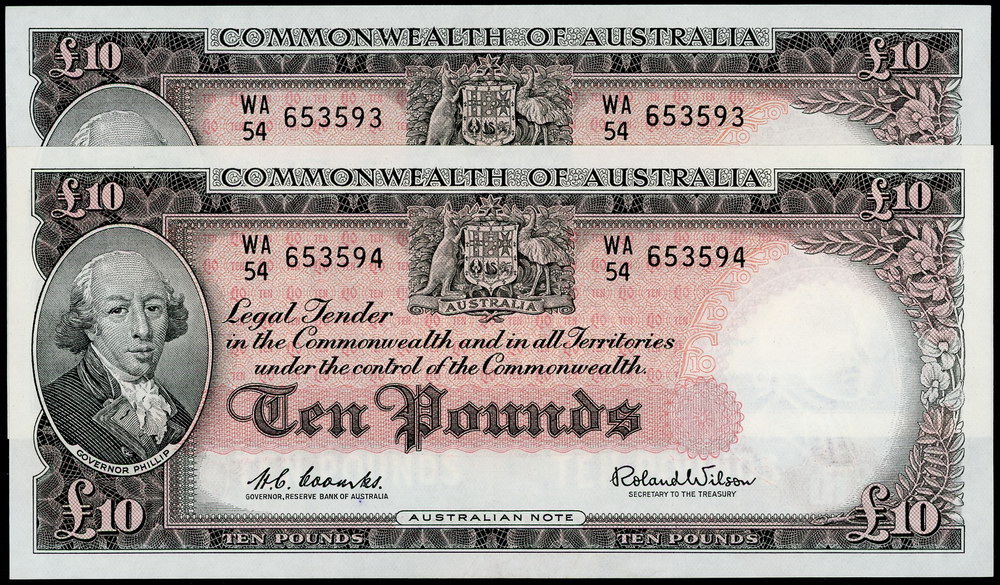 COMMONWEALTH OF AUSTRALIA
£10 £10
WA 54 653593 WA 54 653593
COMMONWEALTH OF AUSTRALIA
£10 £10
WA 54 653594 WA 54 653594
AUSTRALIA
Legal Tender
in the Commonwealth and in all Territories
under the control of the Commonwealth.
Ten Pounds
GOVERNOR PHILLIP
H.C. Coombs. Roland Wilson
GOVERNOR, RESERVE BANK OF AUSTRALIA SECRETARY TO THE TREASURY
£10 AUSTRALIAN NOTE £10
TEN POUNDS TEN POUNDS